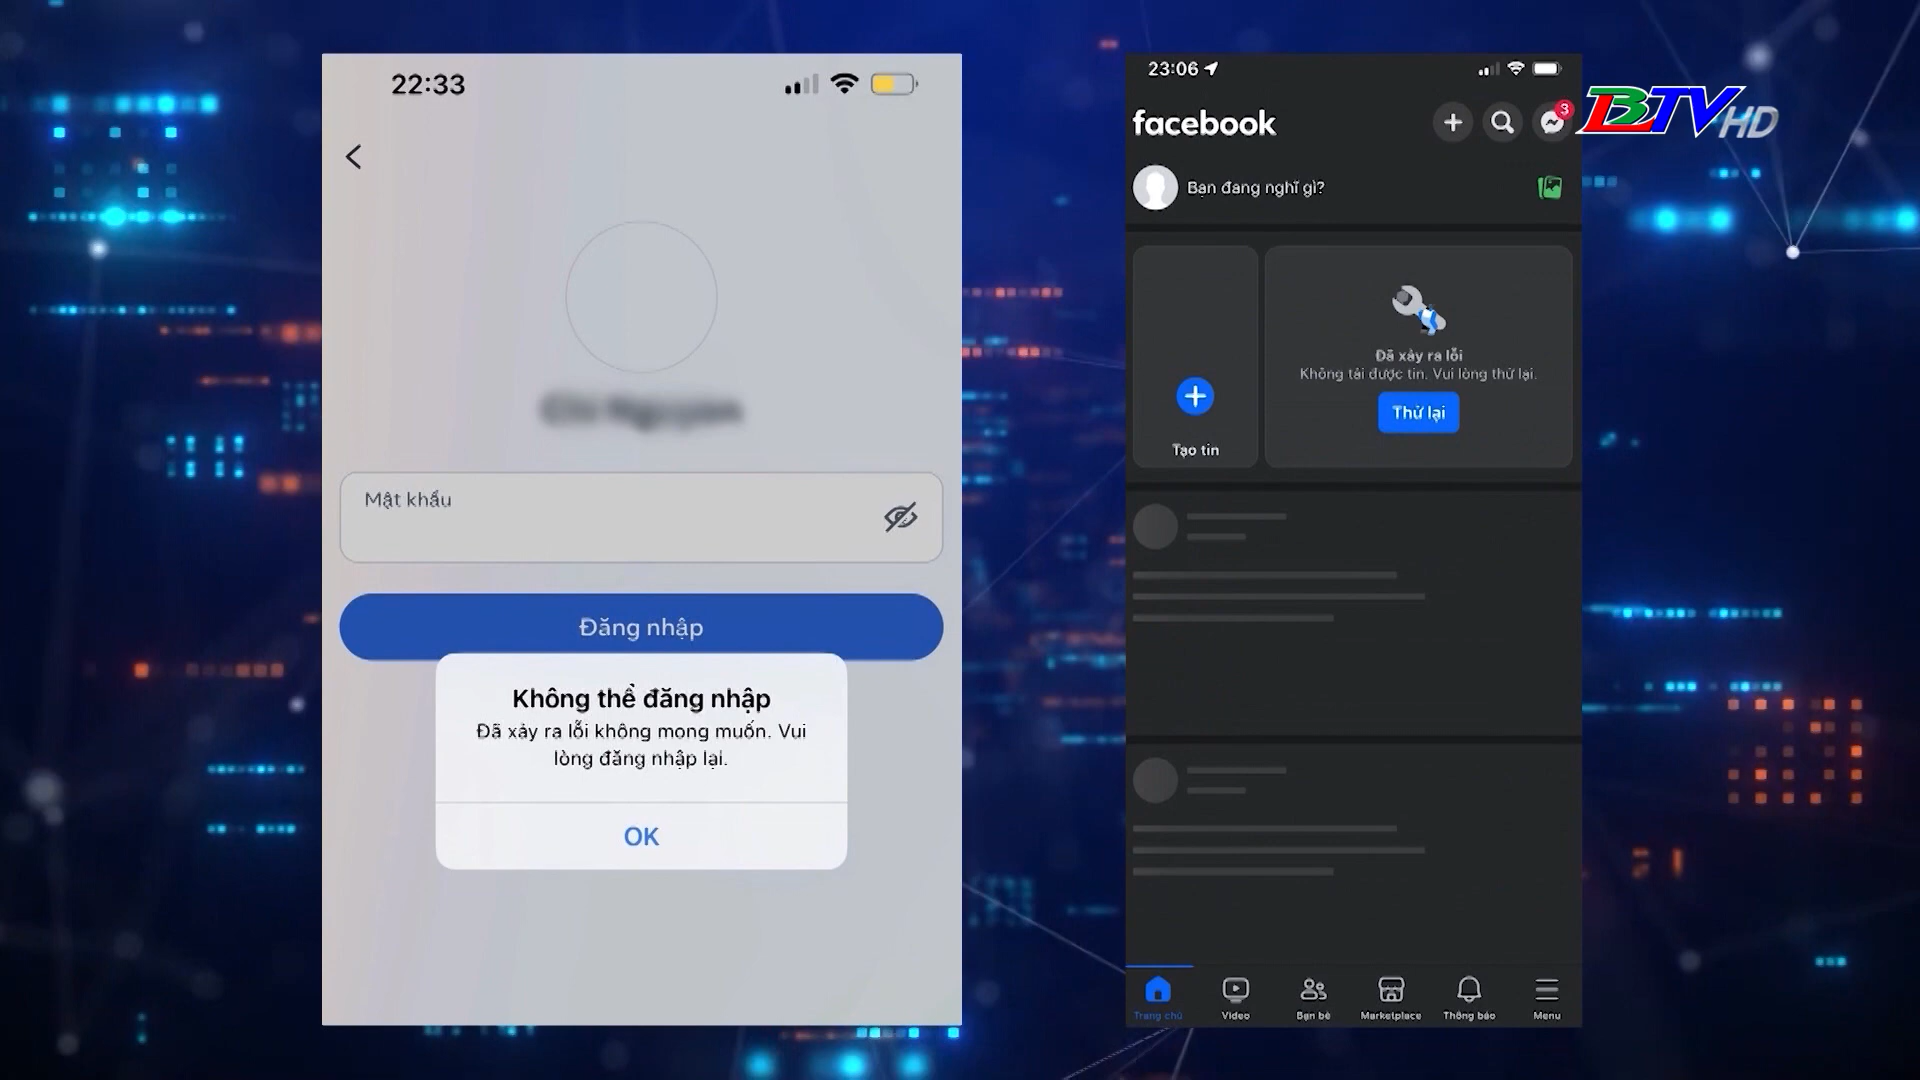 22:33
Mật khẩu
Đăng nhập
Không thể đăng nhập
Đã xảy ra lỗi không mong muốn. Vui
lòng đăng nhập lại.
OK
23:06
facebook
3
BTV HD
Bạn đang nghĩ gì?
Đã xảy ra lỗi
Không tải được tin. Vui lòng thử lại.
Thử lại
Tạo tin
Trang chủ
Video
Bạn bè
Marketplace
Thông báo
Menu